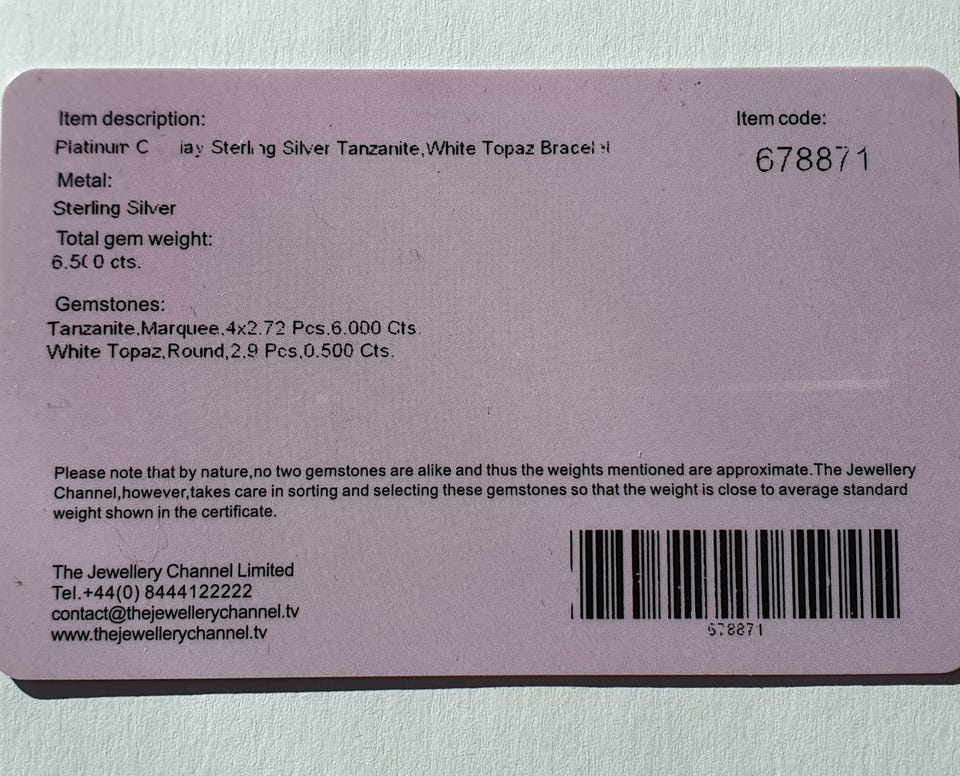 Item description:
Item code:
Sterling Silver Tanzanite,White Topaz
678871
Metal:
Sterling Silver
Total gem weight:
6.500 cts.
Gemstones:
Tanzanite,Marquee,4x2.72 Pcs,6.000 Cts.
White Topaz,Round,2.9 Pcs,0.500 Cts.
Please note that by nature,no two gemstones are alike and thus the weights mentioned are approximate.The Jewellery
Channel,however,takes care in sorting and selecting these gemstones so that the weight is close to average standard
weight shown in the certificate.
The Jewellery Channel Limited
Tel.+44(0) 8444122222
contact@thejewellerychannel.tv
www.thejewellerychannel.tv
678871